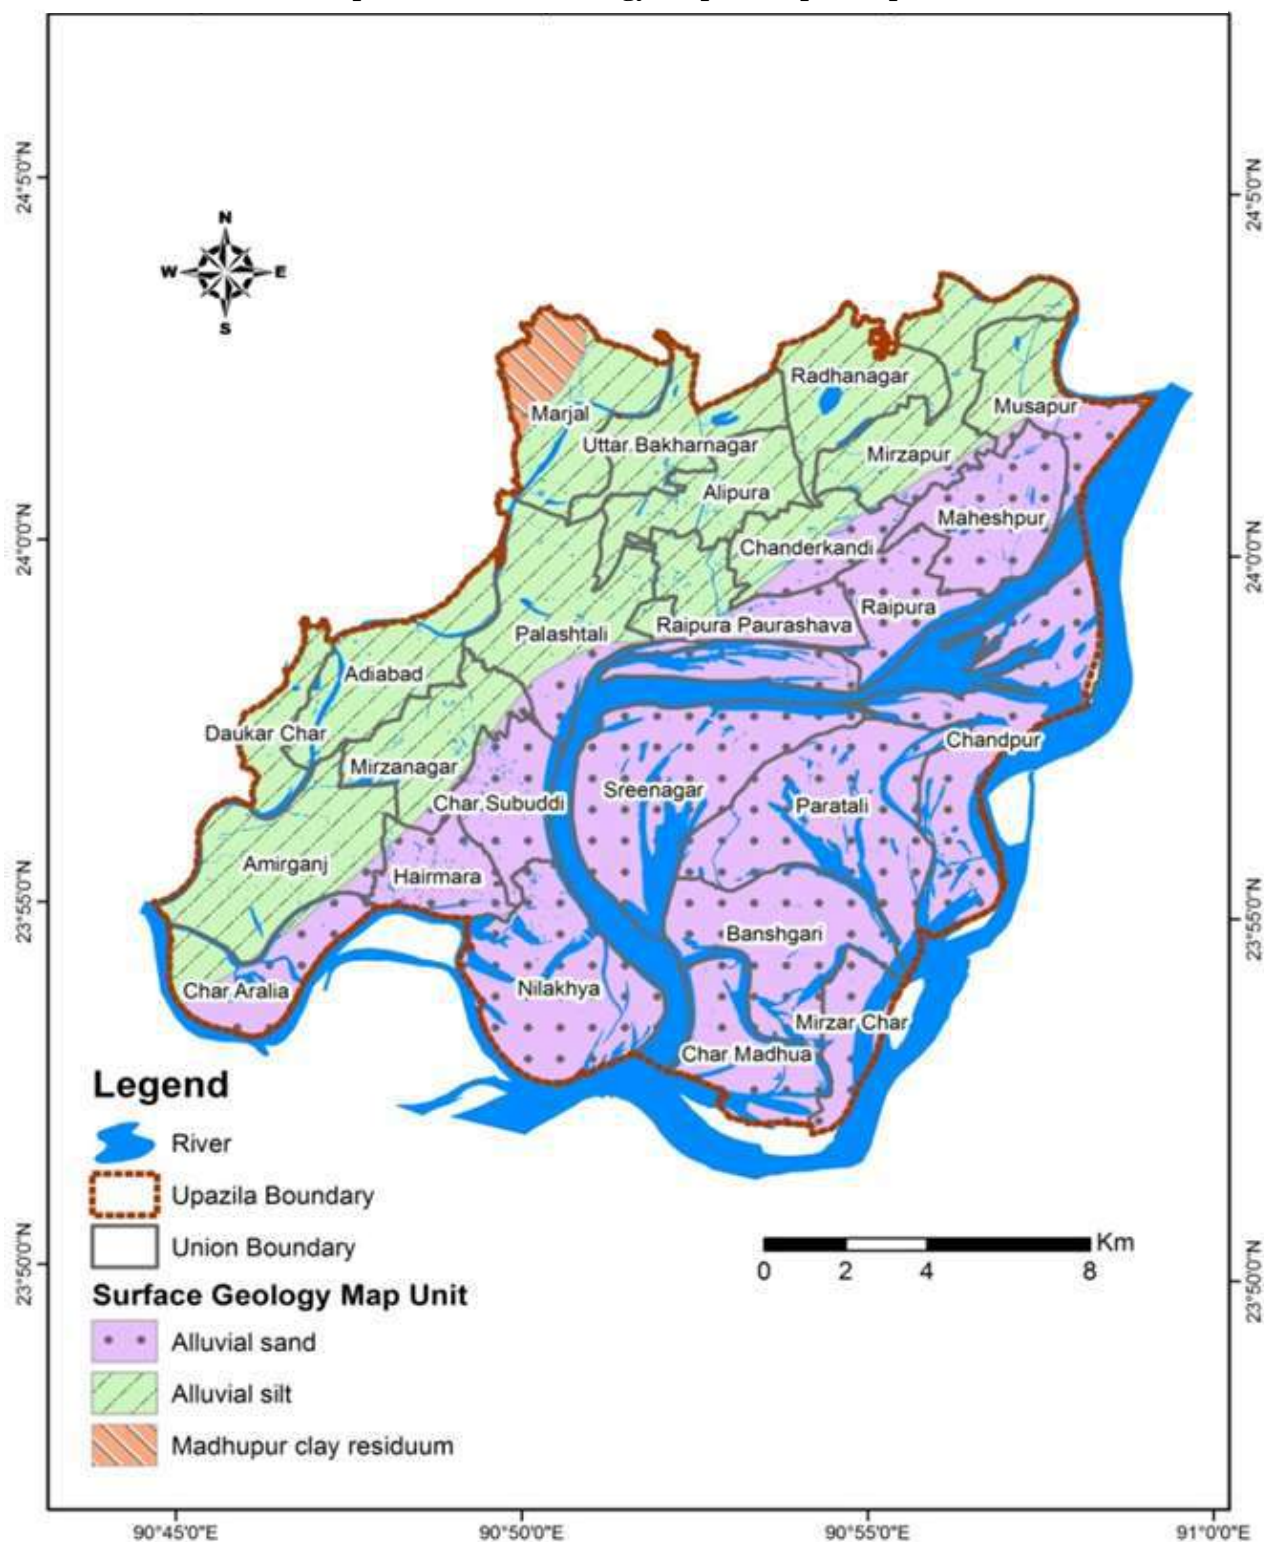 24°5'0"N
24°5'0"N
N
W
E
S
Radhanagar
Musapur
Marjal
Uttar Bakharnagar
Mirzapur
Alipura
Maheshpur
24°0'0"N
24°0'0"N
Chanderkandi
Raipura
Raipura Paurashava
Palashtali
Adiabad
Daukar Char
Chandpur
Mirzanagar
Sreenagar
Char Subuddi
Paratali
Amirganj
Hairmara
23°55'0"N
23°55'0"N
Banshgari
Char Aralia
Nilakhya
Mirzar Char
Char Madhua
Legend
River
Upazila Boundary
Union Boundary
Km
0 2 4 8
23°50'0"N
23°50'0"N
Surface Geology Map Unit
Alluvial sand
Alluvial silt
Madhupur clay residuum
90°45'0"E 90°50'0"E 90°55'0"E 91°0'0"E